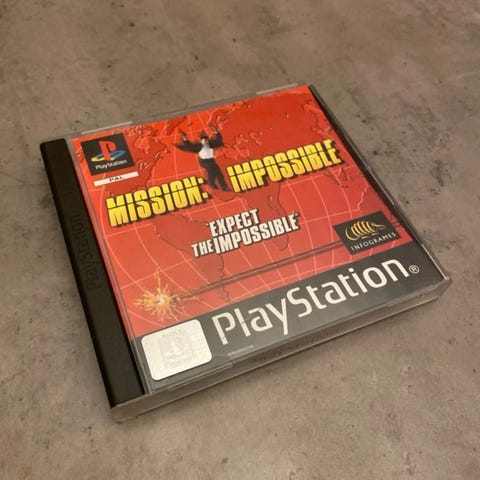 PlayStation
PAL
MISSION: IMPOSSIBLE
EXPECT
THE IMPOSSIBLE
INFOGRAMES
PlayStation®
PlayStation